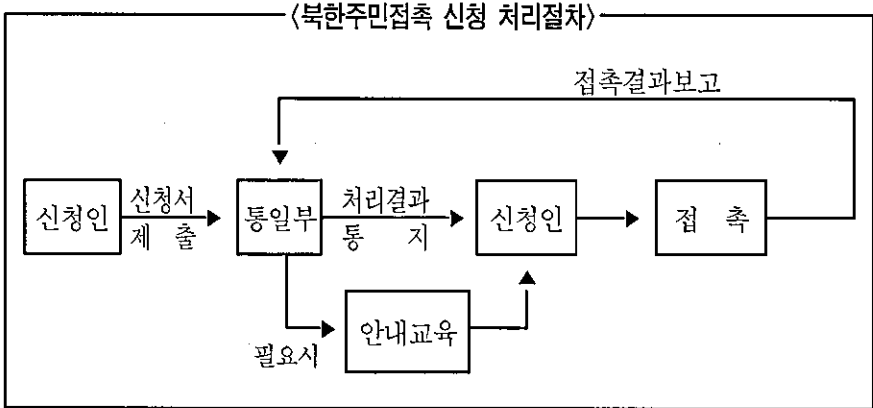 〈북한주민접촉 신청 처리절차〉
접촉결과보고
신청인
신청서
제 출
통일부
처리결과
통 지
신청인
접 촉
필요시
안내교육